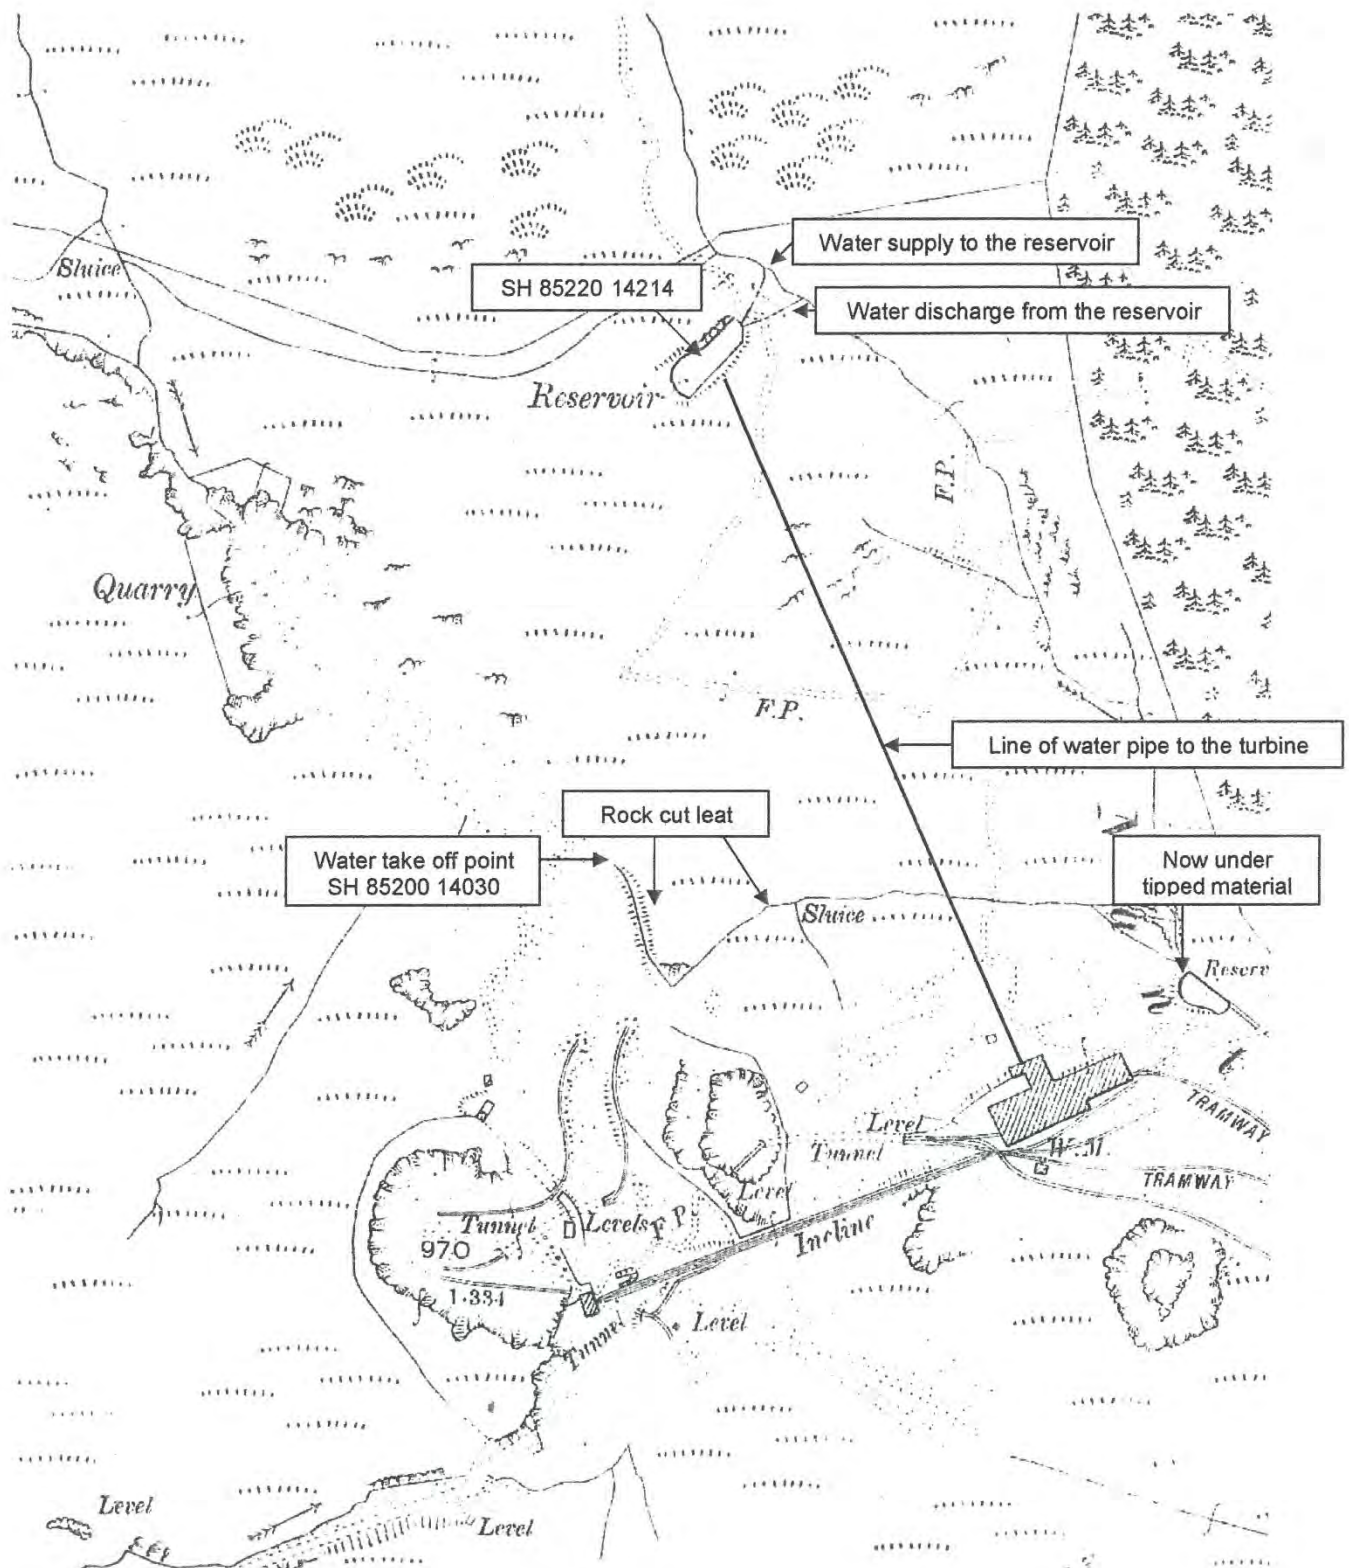 Water supply to the reservoir
Sluice
SH 85220 14214
Water discharge from the reservoir
Reservoir
F.P.
Quarry
F.P.
Line of water pipe to the turbine
Rock cut leat
Water take off point
SH 85200 14030
Now under
tipped material
Sluice
Reserv
TRAMWAY
Level
Tunnel
W.M.
TRAMWAY
Level
Tunnel
Levels
F.P.
Incline
970
1.334
Level
Tunnel
Level
Level